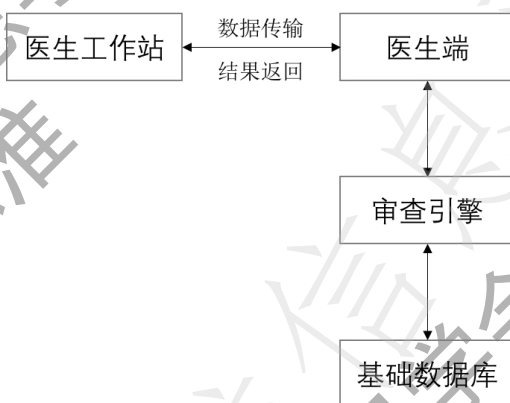 医生工作站
数据传输
结果返回
医生端
审查引擎
基础数据库